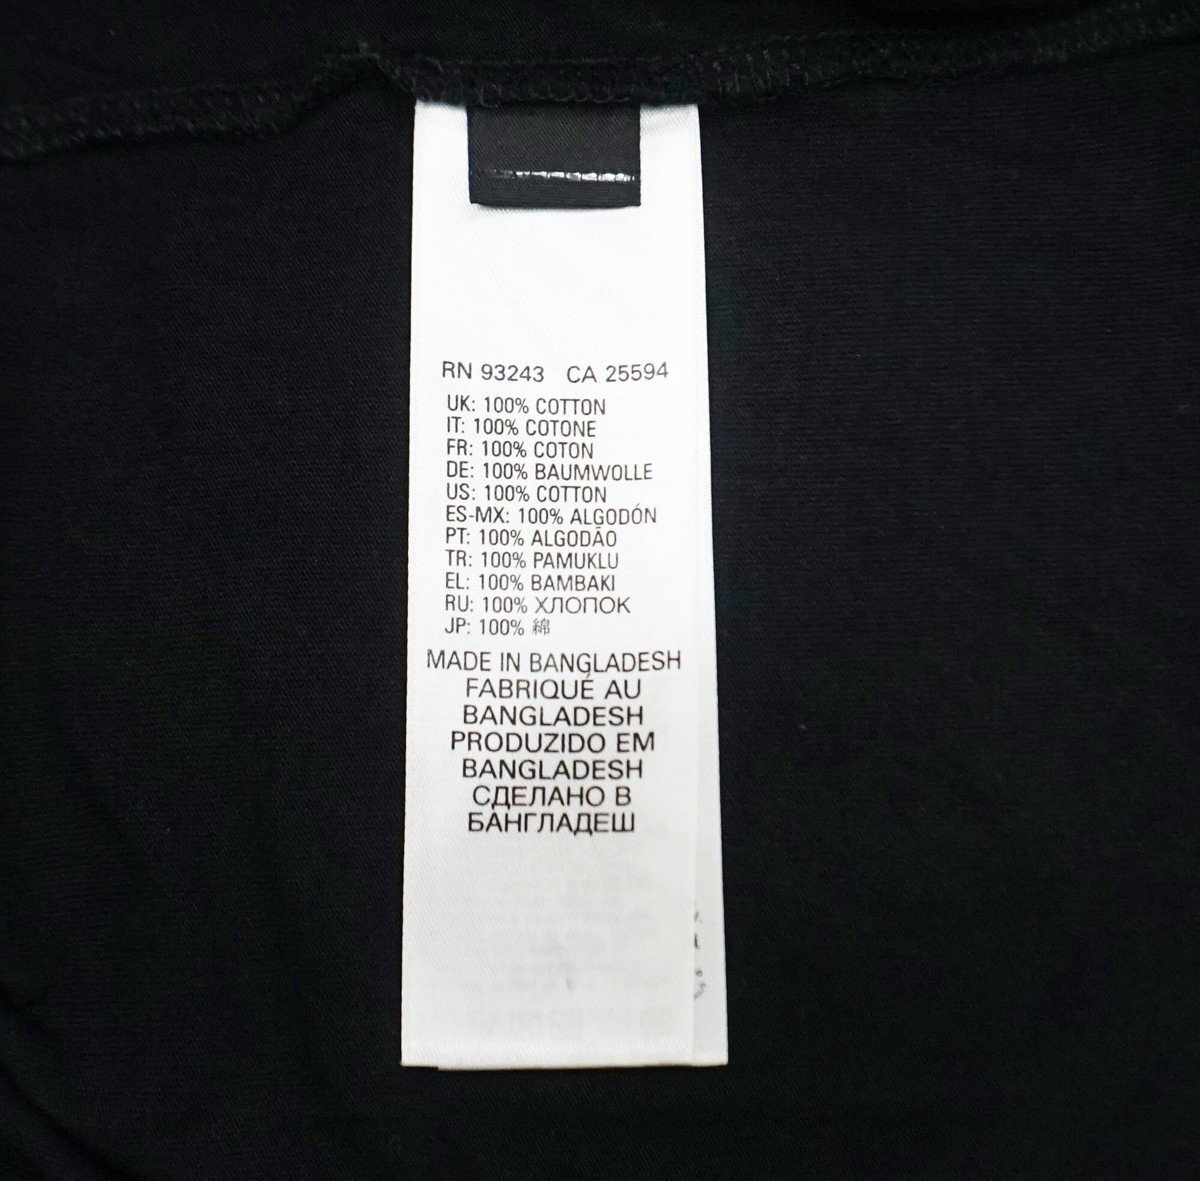 RN 93243 CA 25594
UK: 100% COTTON
IT: 100% COTONE
FR: 100% COTON
DE: 100% BAUMWOLLE
US: 100% COTTON
ES-MX: 100% ALGODÓN
PT: 100% ALGODÃO
TR: 100% PAMUKLU
EL: 100% BAMBAKI
RU: 100% ХЛОПОК
JP: 100% 綿
MADE IN BANGLADESH
FABRIQUÉ AU
BANGLADESH
PRODUZIDO EM
BANGLADESH
СДЕЛАНО В
БАНГЛАДЕШ